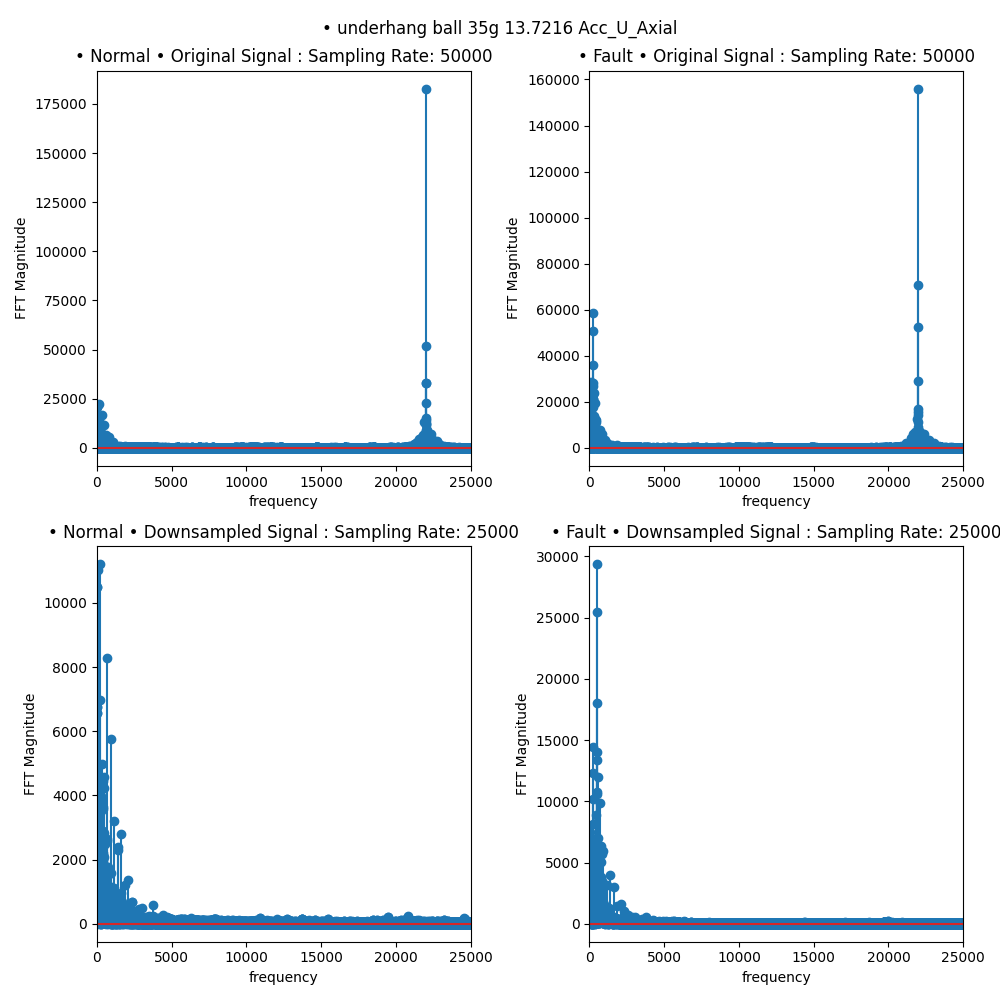 • underhang ball 35g 13.7216 Acc_U_Axial
• Normal • Original Signal : Sampling Rate: 50000
• Fault • Original Signal : Sampling Rate: 50000
FFT Magnitude
175000
150000
125000
100000
75000
50000
25000
0
0 5000 10000 15000 20000 25000
frequency
FFT Magnitude
160000
140000
120000
100000
80000
60000
40000
20000
0
0 5000 10000 15000 20000 25000
frequency
• Normal • Downsampled Signal : Sampling Rate: 25000
• Fault • Downsampled Signal : Sampling Rate: 25000
FFT Magnitude
10000
8000
6000
4000
2000
0
0 5000 10000 15000 20000 25000
frequency
FFT Magnitude
30000
25000
20000
15000
10000
5000
0
0 5000 10000 15000 20000 25000
frequency